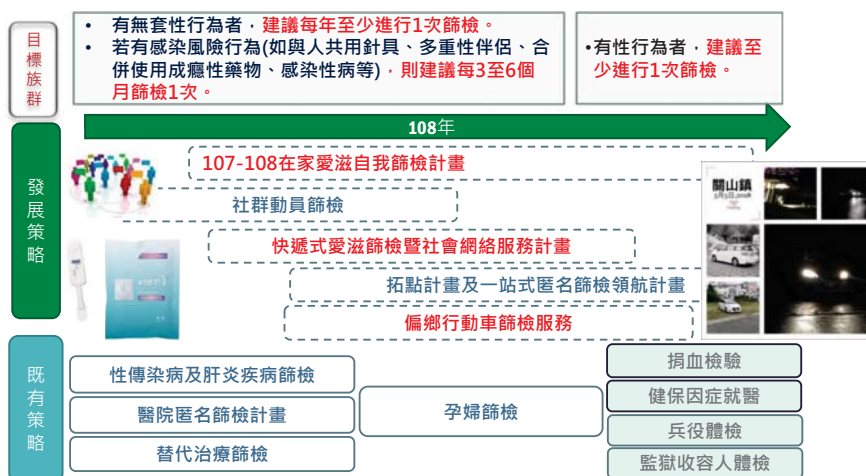 目標族群
• 有無套性行為者，建議每年至少進行1次篩檢。
• 若有感染風險行為(如與人共用針具、多重性伴侶、合
併使用成癮性藥物、感染性病等)，則建議每3至6個
月篩檢1次。
•有性行為者，建議至
少進行1次篩檢。
發展策略
108年
107-108在家愛滋自我篩檢計畫
社群動員篩檢
快遞式愛滋篩檢暨社會網絡服務計畫
拓點計畫及一站式匿名篩檢領航計畫
偏鄉行動車篩檢服務
關山鎮
既有策略
性傳染病及肝炎疾病篩檢
醫院匿名篩檢計畫
替代治療篩檢
孕婦篩檢
捐血檢驗
健保因症就醫
兵役體檢
監獄收容人體檢